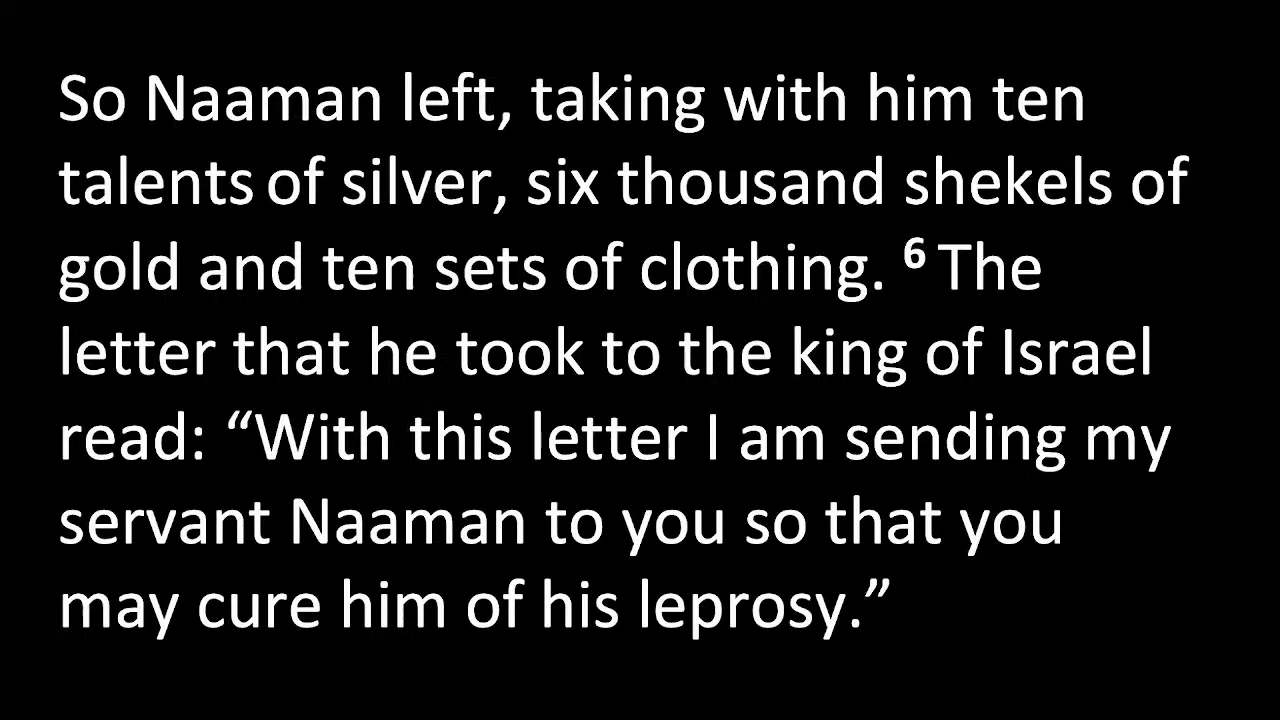 So Naaman left, taking with him ten
talents of silver, six thousand shekels of
gold and ten sets of clothing. ⁶ The
letter that he took to the king of Israel
read: “With this letter I am sending my
servant Naaman to you so that you
may cure him of his leprosy.”